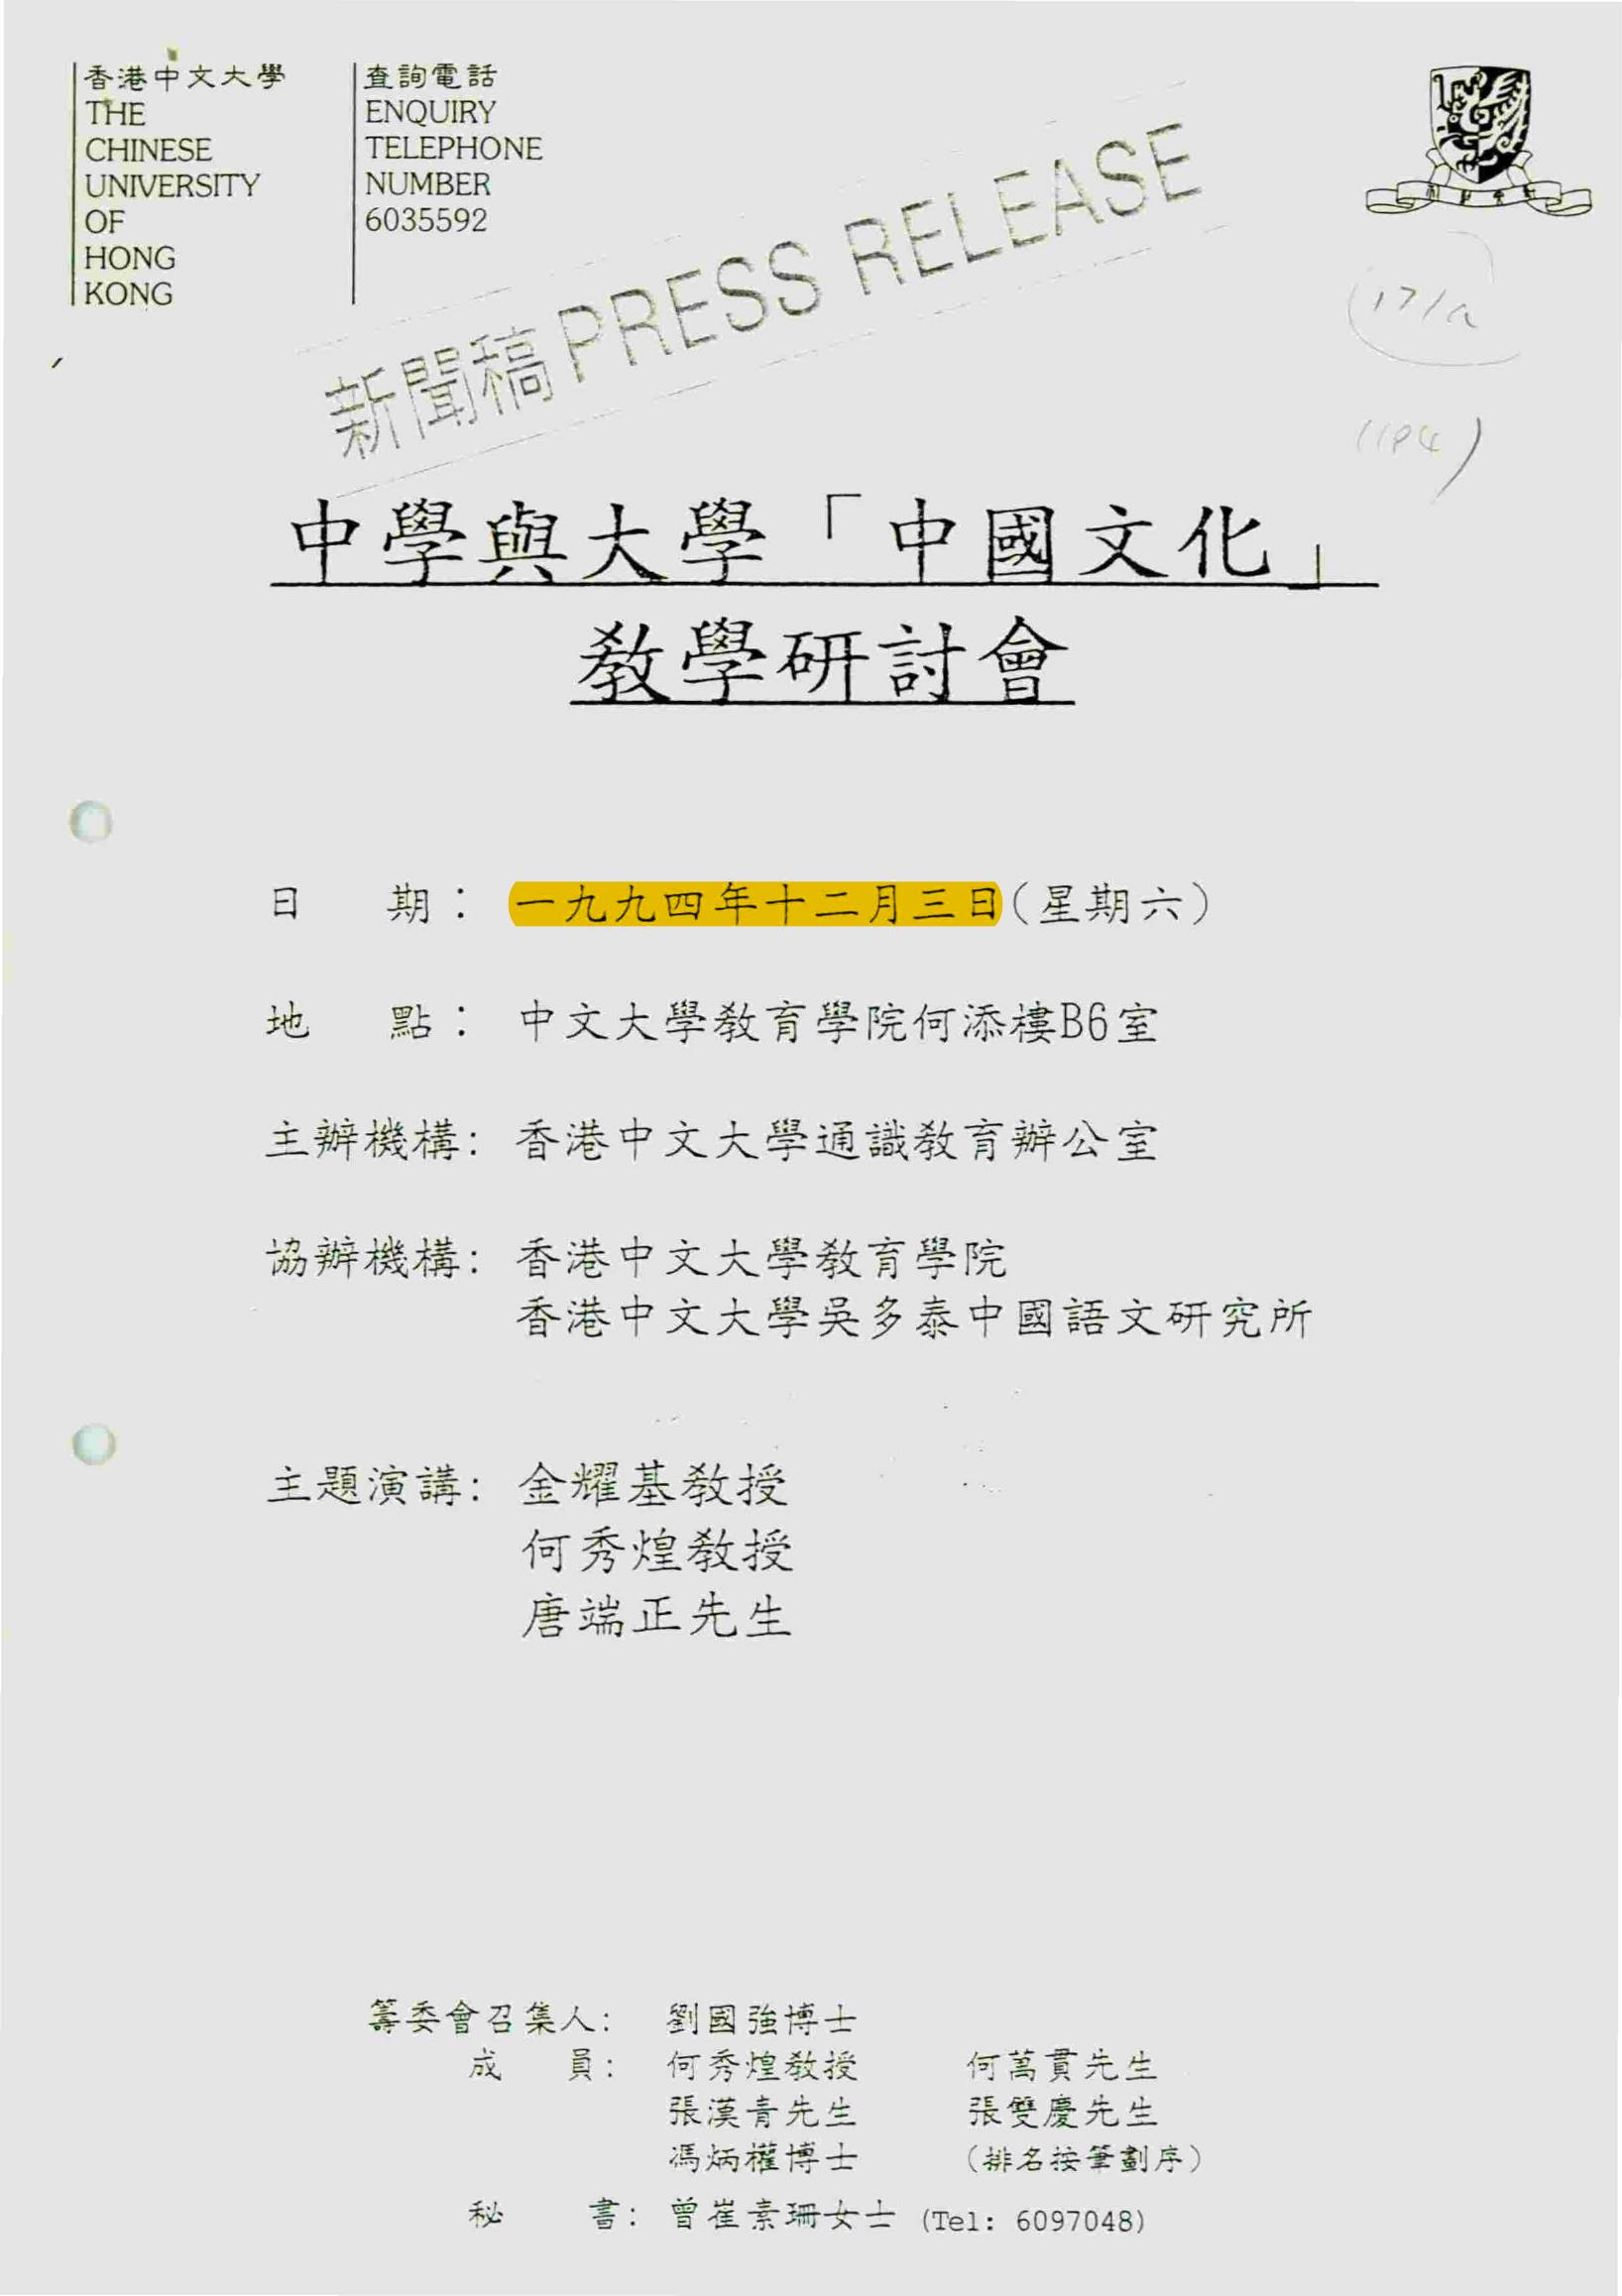 香港中文大學
THE
CHINESE
UNIVERSITY
OF
HONG
KONG
查詢電話
ENQUIRY
TELEPHONE
NUMBER
6035592
新聞稿 PRESS RELEASE
17/a
中學與大學「中國文化」
教學研討會
日 期： 一九九四年十二月三日(星期六)
地 點： 中文大學教育學院何添樓B6室
主辦機構： 香港中文大學通識教育辦公室
協辦機構： 香港中文大學教育學院
香港中文大學吳多泰中國語文研究所
主題演講： 金耀基教授
何秀煌教授
唐端正先生
籌委會召集人： 劉國強博士
成 員： 何秀煌教授 何萬貫先生
張漢青先生 張雙慶先生
馮炳權博士 (排名按筆劃序)
秘 書： 曾崔素珊女士 (Tel: 6097048)